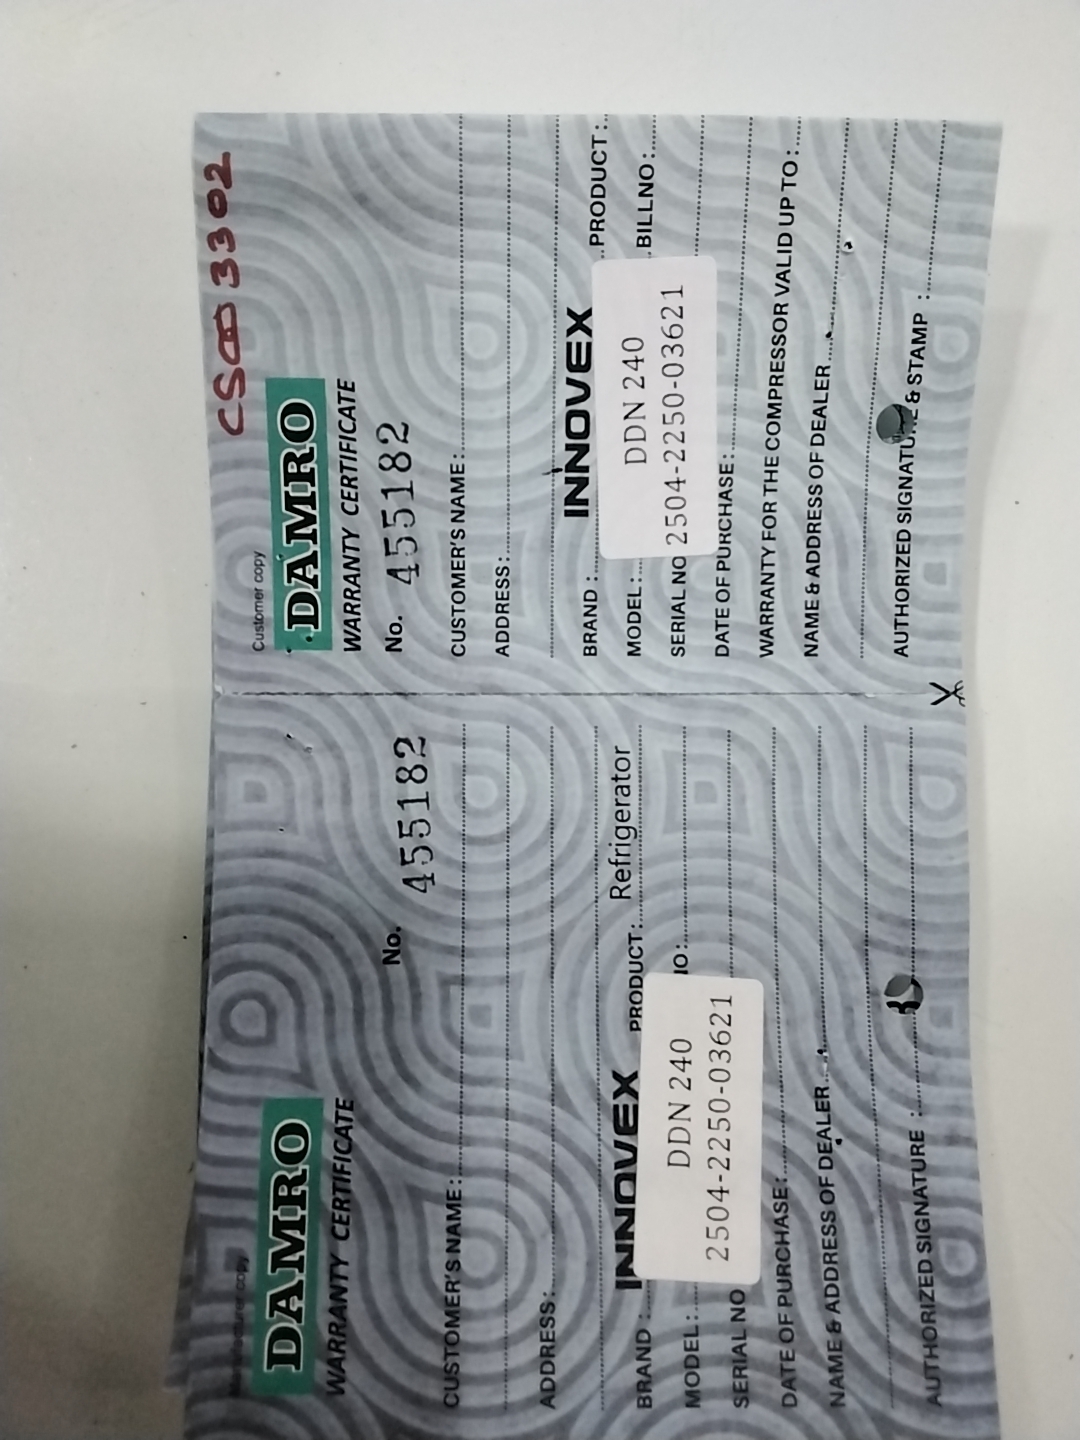 Manufacturer copy
DAMRO
WARRANTY CERTIFICATE
No. 455182
CUSTOMER'S NAME:
ADDRESS:
BRAND : INNOVEX PRODUCT: Refrigerator
MODEL: DDN 240 NO:
SERIAL NO 2504-2250-03621
DATE OF PURCHASE:
NAME & ADDRESS OF DEALER
AUTHORIZED SIGNATURE :
CS 3302
Customer copy
DAMRO
WARRANTY CERTIFICATE
No. 455182
CUSTOMER'S NAME:
ADDRESS:
BRAND : INNOVEX PRODUCT:
MODEL: DDN 240 BILLNO:
SERIAL NO 2504-2250-03621
DATE OF PURCHASE:
WARRANTY FOR THE COMPRESSOR VALID UP TO :
NAME & ADDRESS OF DEALER
AUTHORIZED SIGNATURE & STAMP :